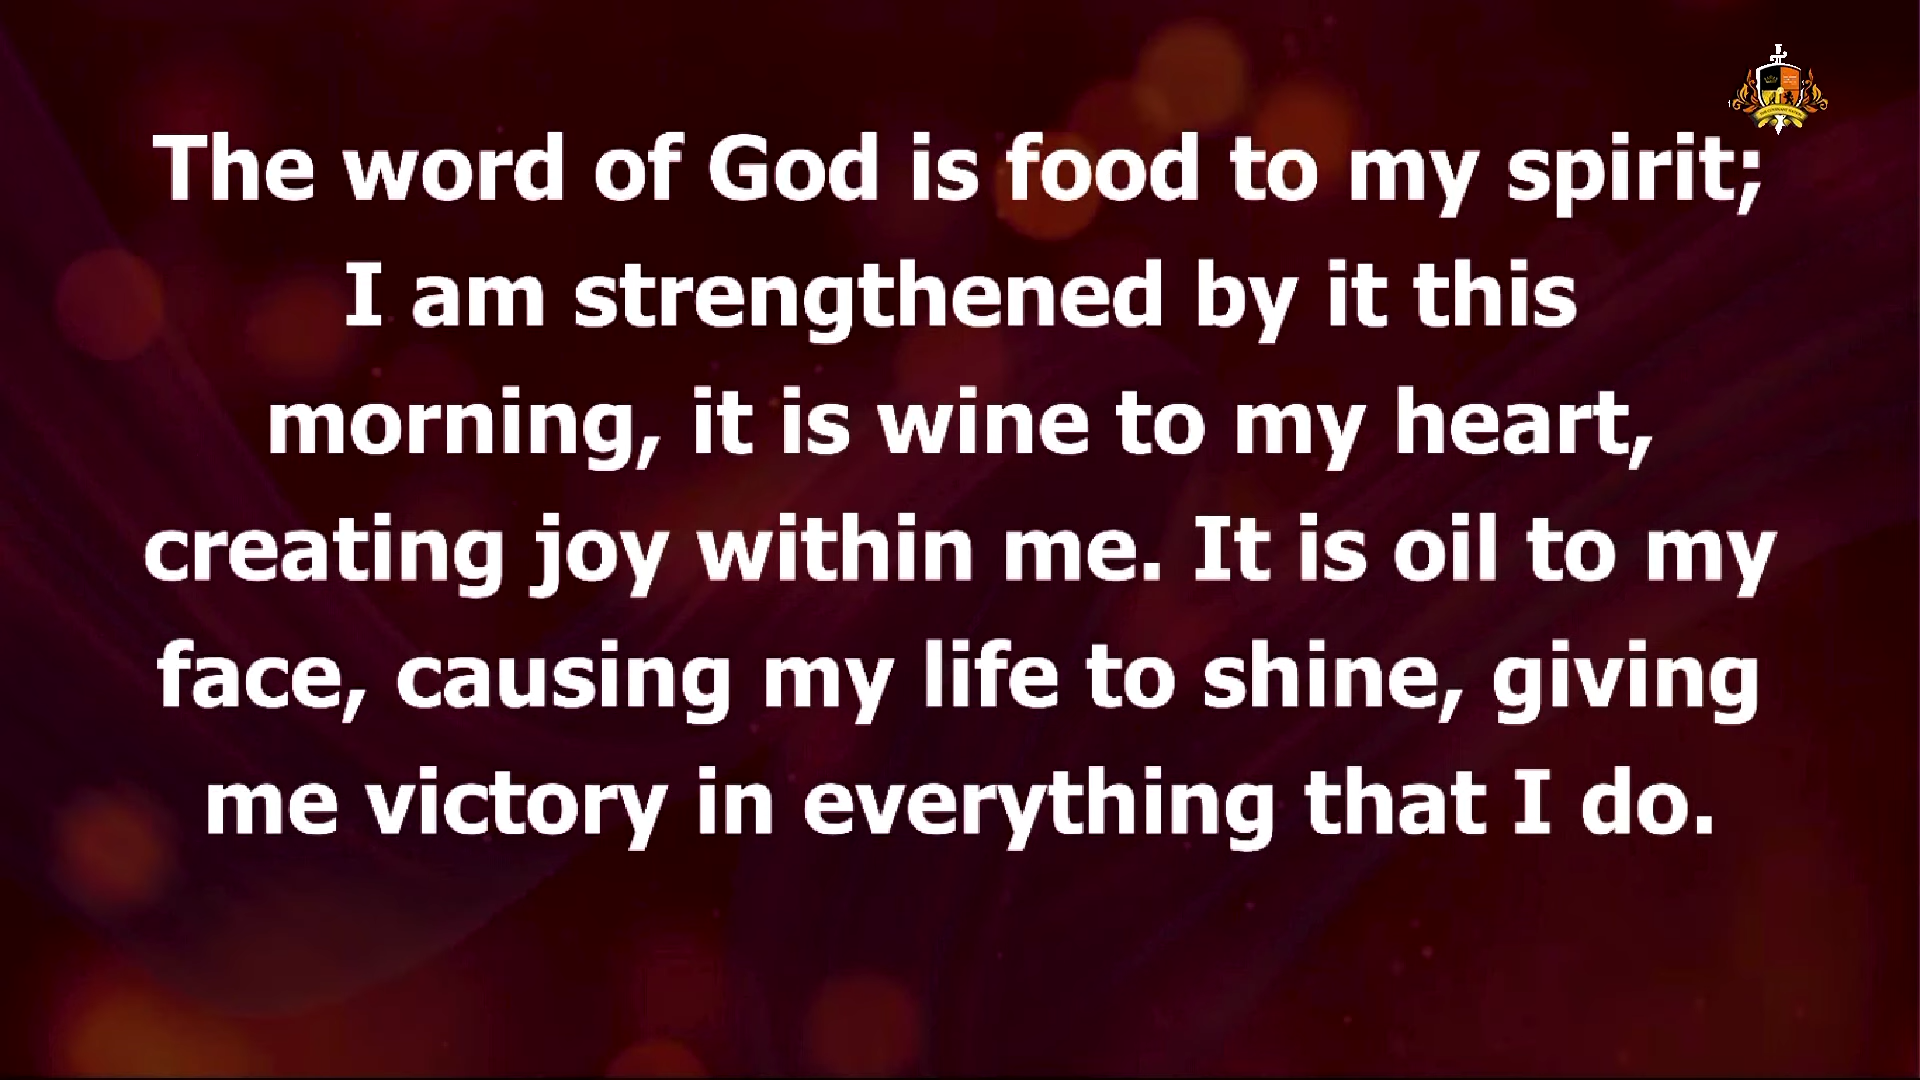 The word of God is food to my spirit;
I am strengthened by it this
morning, it is wine to my heart,
creating joy within me. It is oil to my
face, causing my life to shine, giving
me victory in everything that I do.